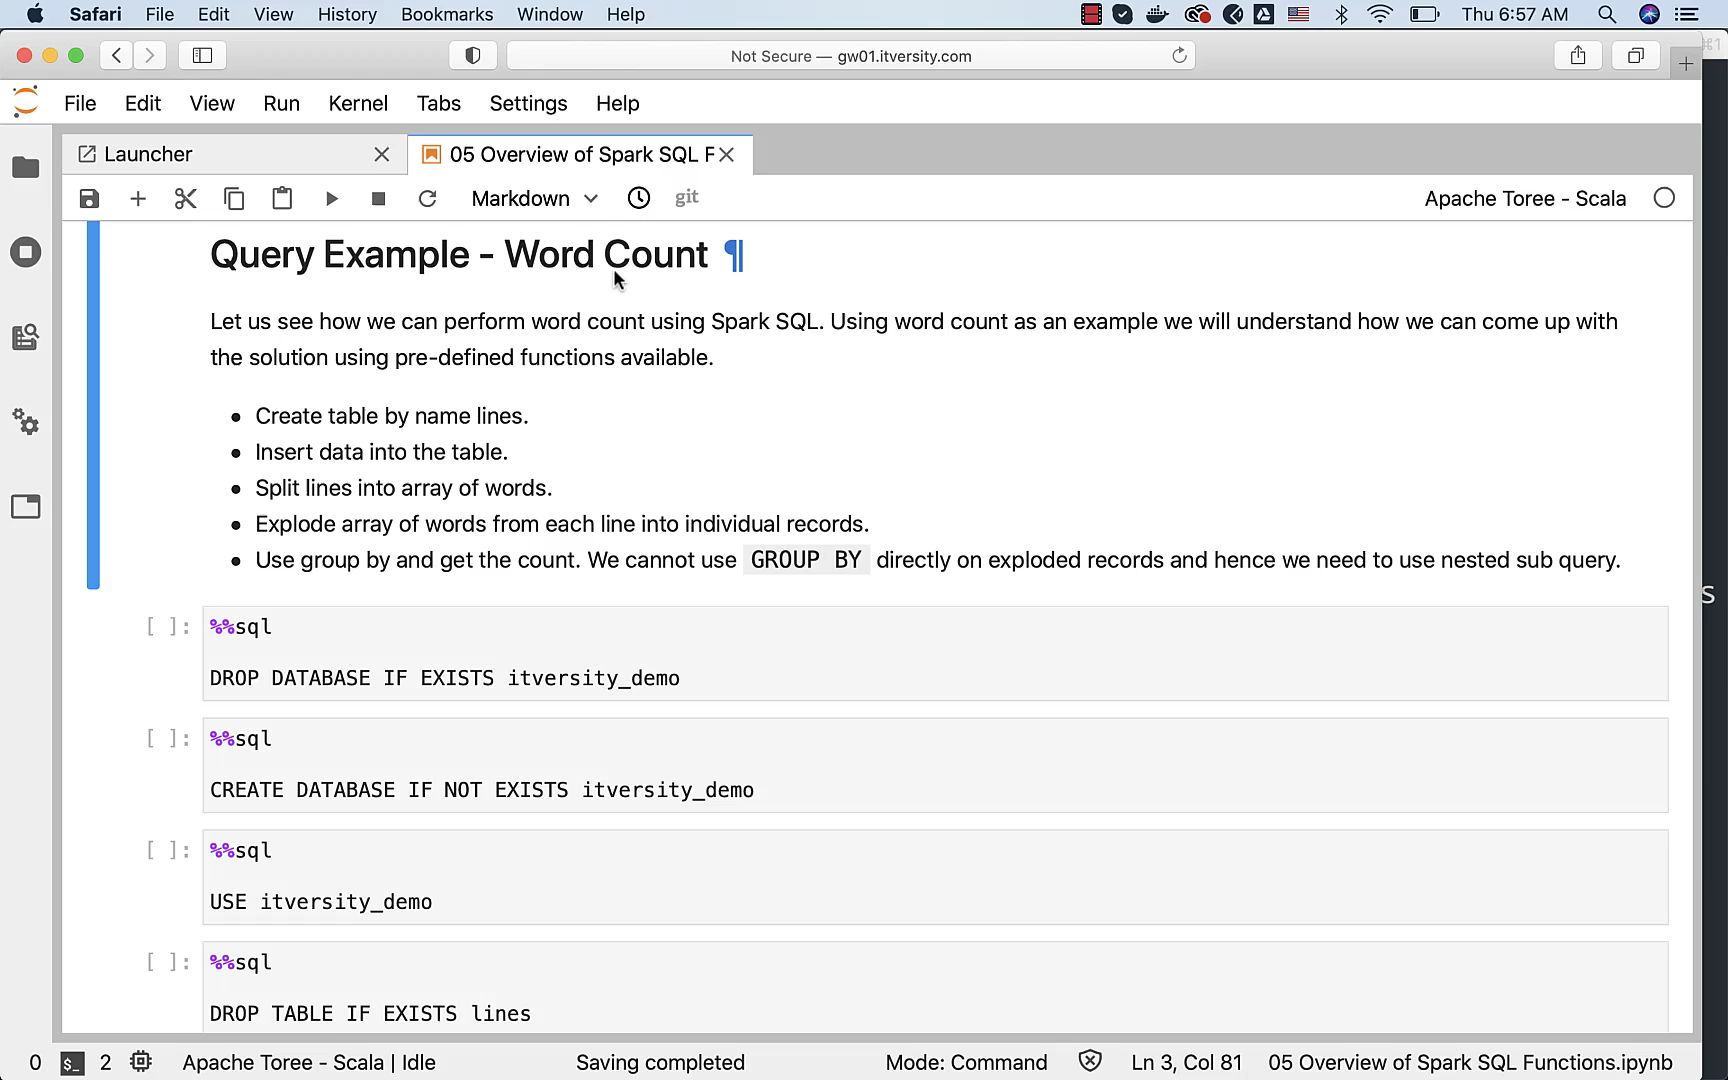 Safari File Edit View History Bookmarks Window Help Thu 6:57 AM
Not Secure — gw01.itversity.com
⌘1
File Edit View Run Kernel Tabs Settings Help
Launcher
05 Overview of Spark SQL F
Markdown
git
Apache Toree - Scala
Query Example - Word Count ¶
Let us see how we can perform word count using Spark SQL. Using word count as an example we will understand how we can come up with
the solution using pre-defined functions available.
• Create table by name lines.
• Insert data into the table.
• Split lines into array of words.
• Explode array of words from each line into individual records.
• Use group by and get the count. We cannot use GROUP BY directly on exploded records and hence we need to use nested sub query.
s
[ ]: %%sql
DROP DATABASE IF EXISTS itversity_demo
[ ]: %%sql
CREATE DATABASE IF NOT EXISTS itversity_demo
[ ]: %%sql
USE itversity_demo
[ ]: %%sql
DROP TABLE IF EXISTS lines
0 $_ 2 Apache Toree - Scala | Idle Saving completed Mode: Command Ln 3, Col 81 05 Overview of Spark SQL Functions.ipynb